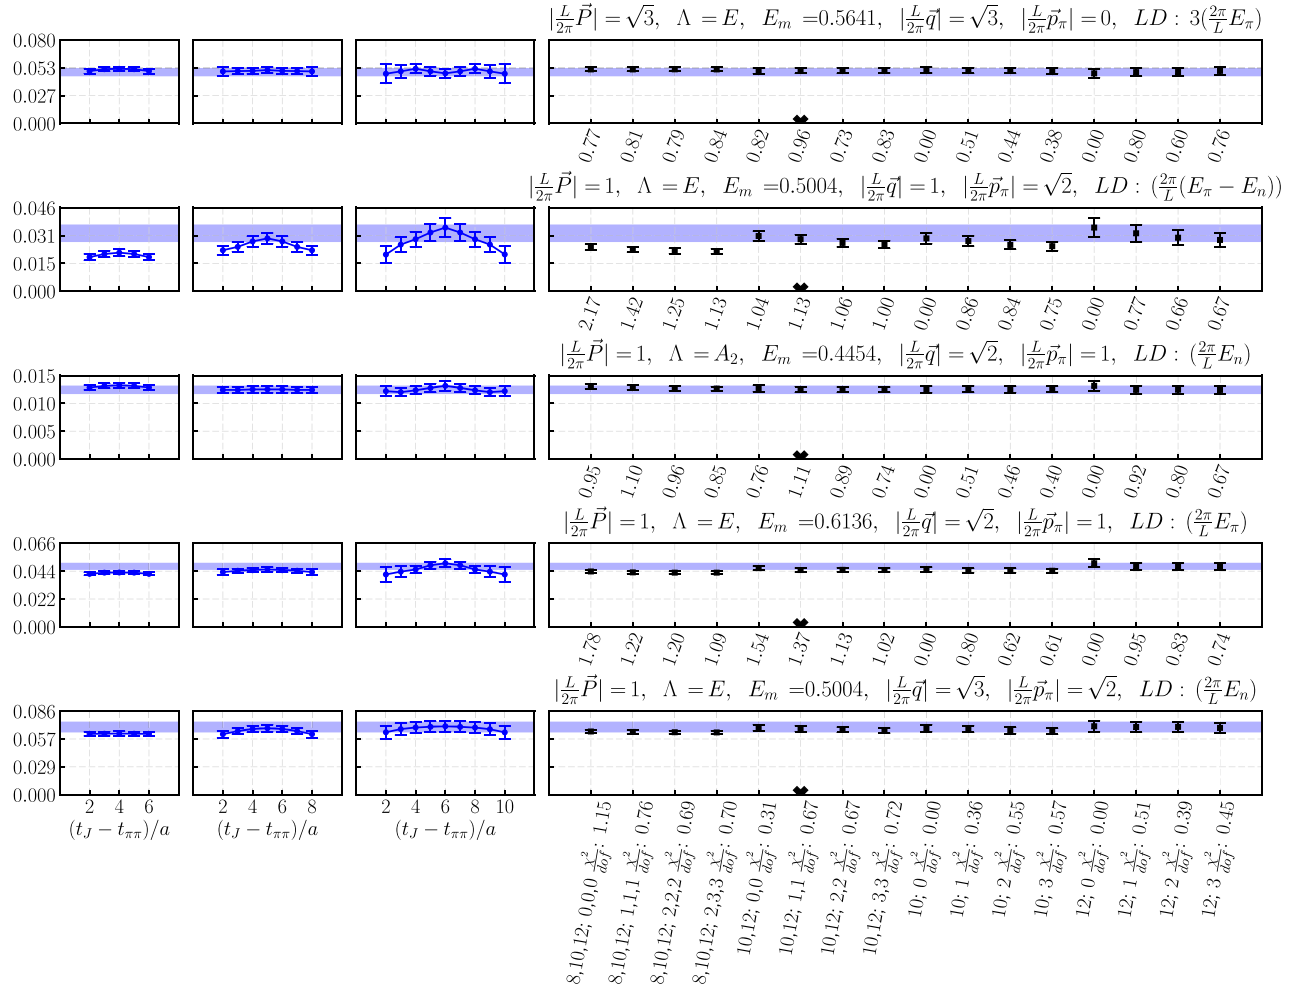 |L/2π P⃗| = √3, Λ = E, E_m =0.5641, |L/2π q⃗| = √3, |L/2π p⃗_π| = 0, LD : 3(2π/L E_π)
0.080
0.053
0.027
0.000
0.77 0.81 0.79 0.84 0.82 0.96 0.73 0.83 0.00 0.51 0.44 0.38 0.00 0.80 0.60 0.76
|L/2π P⃗| = 1, Λ = E, E_m =0.5004, |L/2π q⃗| = 1, |L/2π p⃗_π| = √2, LD : (2π/L (E_π − E_n))
0.046
0.031
0.015
0.000
2.17 1.42 1.25 1.13 1.04 1.13 1.06 1.00 0.00 0.86 0.84 0.75 0.00 0.77 0.66 0.67
|L/2π P⃗| = 1, Λ = A_2, E_m =0.4454, |L/2π q⃗| = √2, |L/2π p⃗_π| = 1, LD : (2π/L E_n)
0.015
0.010
0.005
0.000
0.95 1.10 0.96 0.85 0.76 1.11 0.89 0.74 0.00 0.51 0.46 0.40 0.00 0.92 0.80 0.67
|L/2π P⃗| = 1, Λ = E, E_m =0.6136, |L/2π q⃗| = √2, |L/2π p⃗_π| = 1, LD : (2π/L E_π)
0.066
0.044
0.022
0.000
1.78 1.22 1.20 1.09 1.54 1.37 1.13 1.02 0.00 0.80 0.62 0.61 0.00 0.95 0.83 0.74
|L/2π P⃗| = 1, Λ = E, E_m =0.5004, |L/2π q⃗| = √3, |L/2π p⃗_π| = √2, LD : (2π/L E_n)
0.086
0.057
0.029
0.000
2 4 6
(t_J − t_ππ)/a
2 4 6 8
(t_J − t_ππ)/a
2 4 6 8 10
(t_J − t_ππ)/a
8,10,12; 0,0,0 χ²/dof: 1.15
8,10,12; 1,1,1 χ²/dof: 0.76
8,10,12; 2,2,2 χ²/dof: 0.69
8,10,12; 2,3,3 χ²/dof: 0.70
10,12; 0,0 χ²/dof: 0.31
10,12; 1,1 χ²/dof: 0.67
10,12; 2,2 χ²/dof: 0.67
10,12; 3,3 χ²/dof: 0.72
10; 0 χ²/dof: 0.00
10; 1 χ²/dof: 0.36
10; 2 χ²/dof: 0.55
10; 3 χ²/dof: 0.57
12; 0 χ²/dof: 0.00
12; 1 χ²/dof: 0.51
12; 2 χ²/dof: 0.39
12; 3 χ²/dof: 0.45